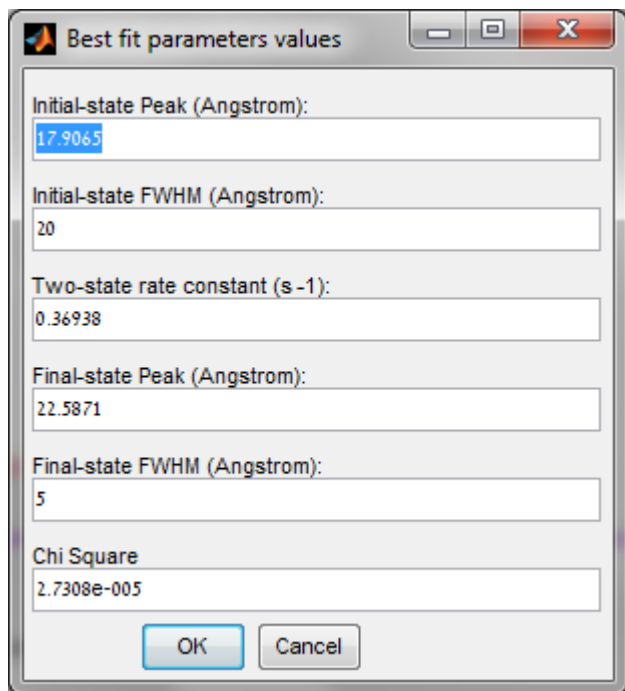 Best fit parameters values
Initial-state Peak (Angstrom):
17.9065
Initial-state FWHM (Angstrom):
20
Two-state rate constant (s-1):
0.36938
Final-state Peak (Angstrom):
22.5871
Final-state FWHM (Angstrom):
5
Chi Square
2.7308e-005
OK Cancel